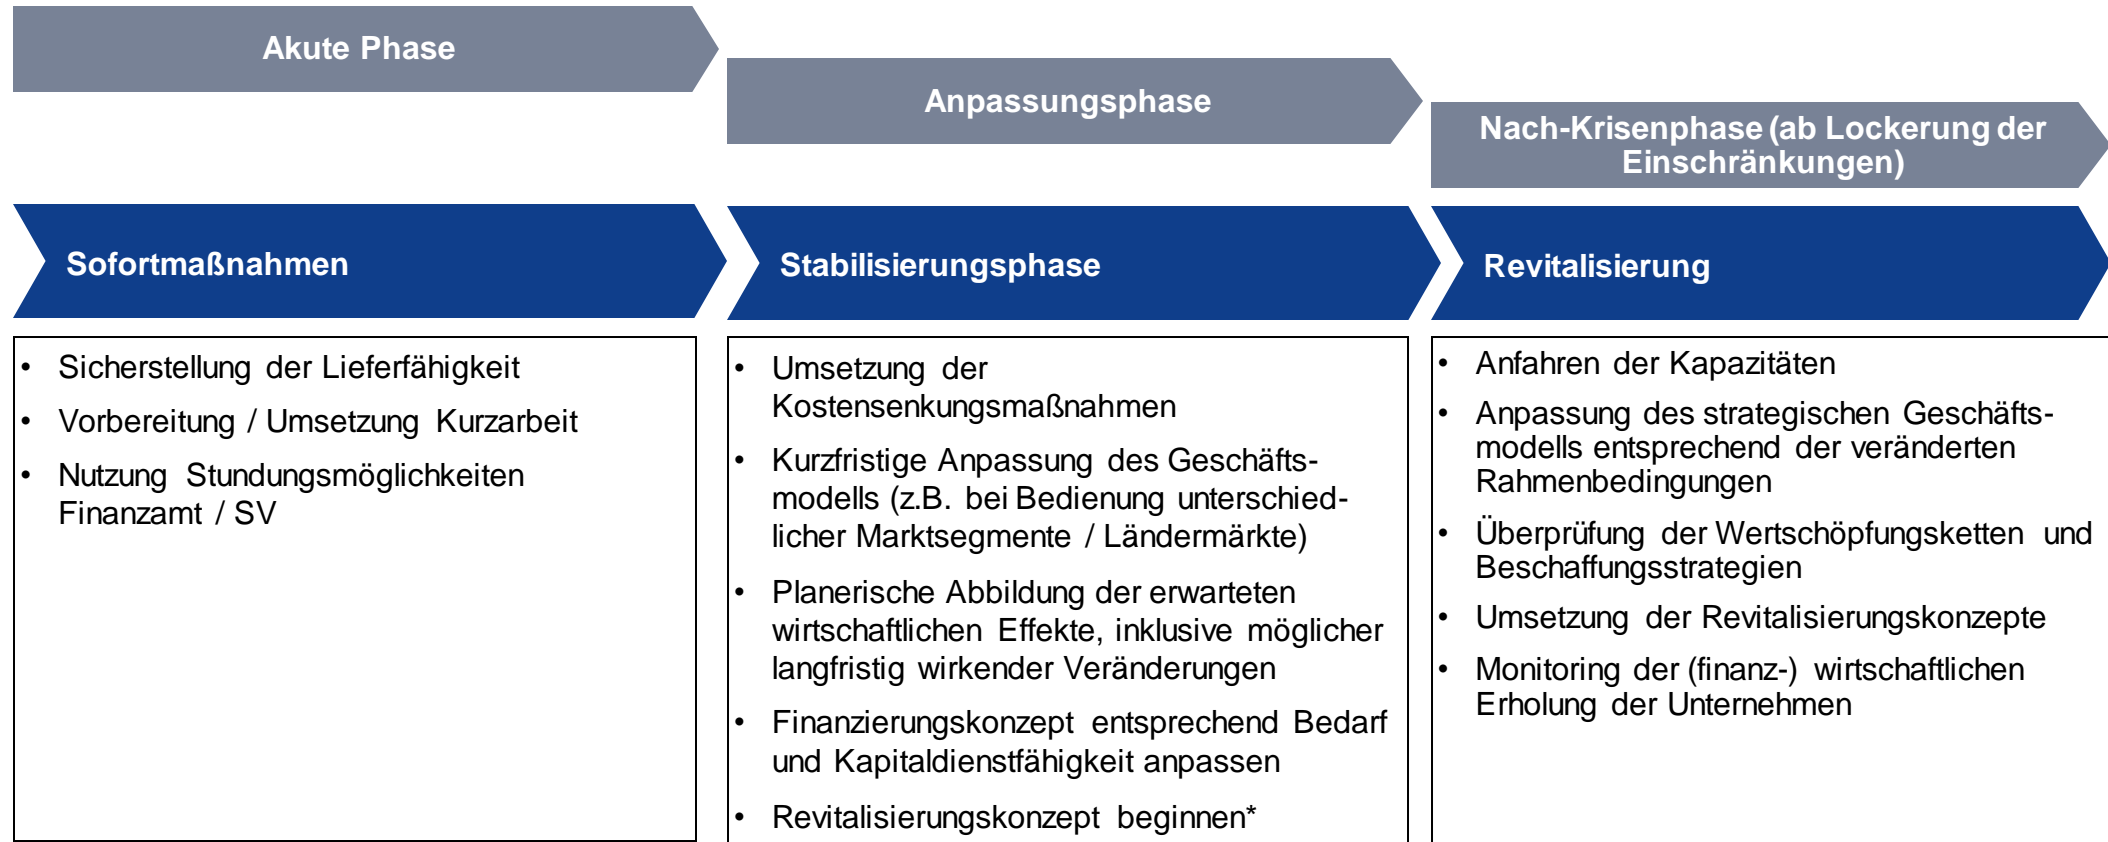 Akute Phase
Anpassungsphase
Nach-Krisenphase (ab Lockerung der
Einschränkungen)
Sofortmaßnahmen
Stabilisierungsphase
Revitalisierung
• Sicherstellung der Lieferfähigkeit
• Vorbereitung / Umsetzung Kurzarbeit
• Nutzung Stundungsmöglichkeiten
Finanzamt / SV
• Umsetzung der
Kostensenkungsmaßnahmen
• Kurzfristige Anpassung des Geschäfts-
modells (z.B. bei Bedienung unterschied-
licher Marktsegmente / Ländermärkte)
• Planerische Abbildung der erwarteten
wirtschaftlichen Effekte, inklusive möglicher
langfristig wirkender Veränderungen
• Finanzierungskonzept entsprechend Bedarf
und Kapitaldienstfähigkeit anpassen
• Revitalisierungskonzept beginnen*
• Anfahren der Kapazitäten
• Anpassung des strategischen Geschäfts-
modells entsprechend der veränderten
Rahmenbedingungen
• Überprüfung der Wertschöpfungsketten und
Beschaffungsstrategien
• Umsetzung der Revitalisierungskonzepte
• Monitoring der (finanz-) wirtschaftlichen
Erholung der Unternehmen